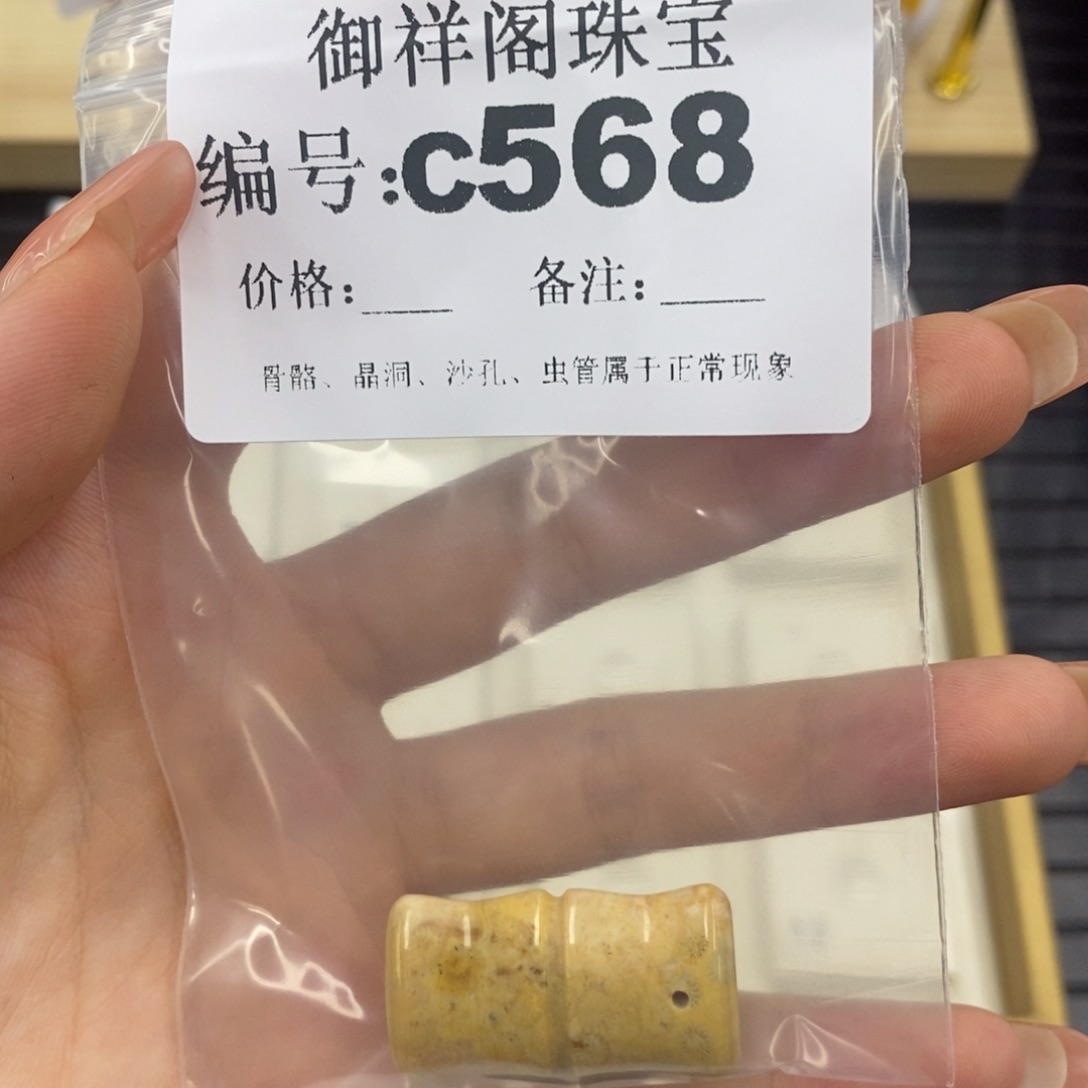 御祥阁珠宝
编号:c568
价格:____ 备注:_____
骨骼、晶洞、沙孔、虫管属于正常现象